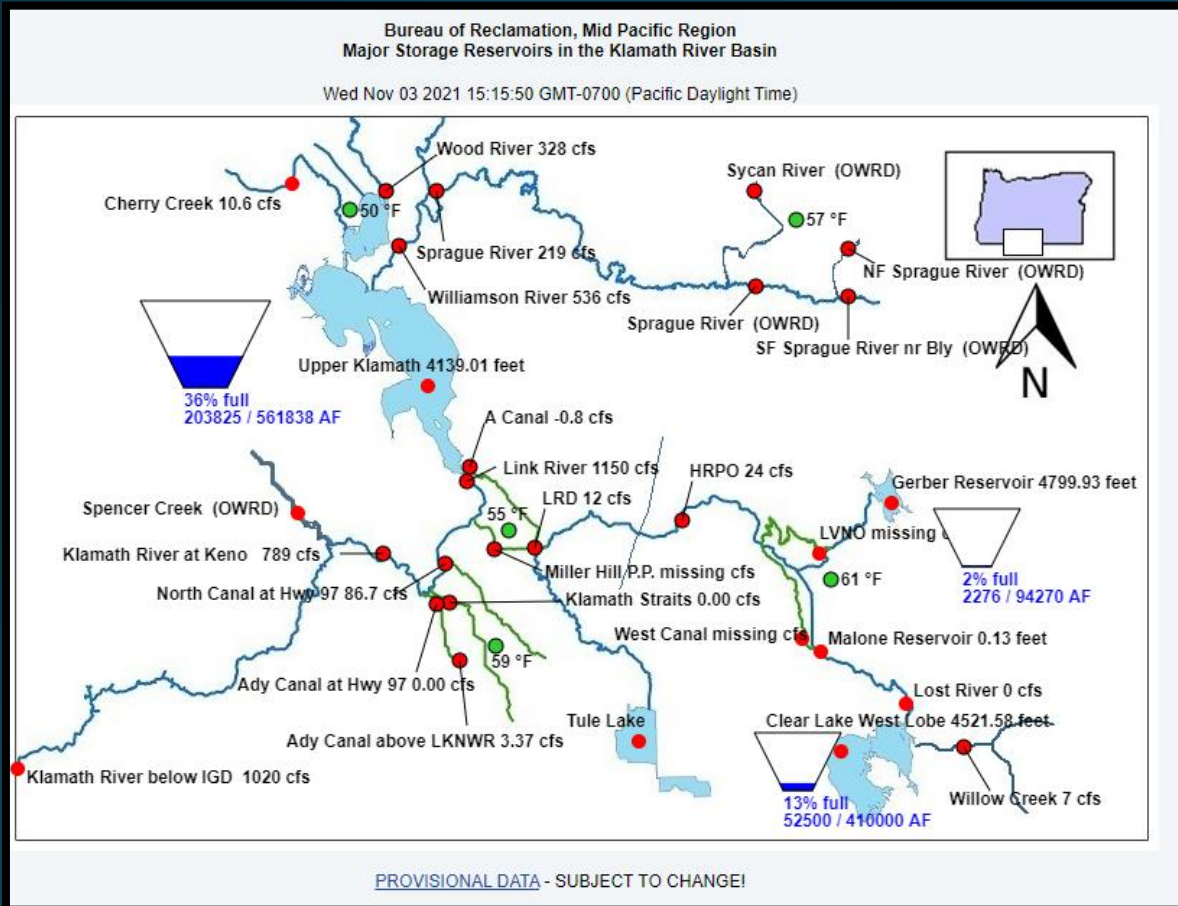 Bureau of Reclamation, Mid Pacific Region
Major Storage Reservoirs in the Klamath River Basin
Wed Nov 03 2021 15:15:50 GMT-0700 (Pacific Daylight Time)
Wood River 328 cfs
Sycan River (OWRD)
Cherry Creek 10.6 cfs
50 °F
57 °F
Sprague River 219 cfs
NF Sprague River (OWRD)
Williamson River 536 cfs
Sprague River (OWRD)
SF Sprague River nr Bly (OWRD)
Upper Klamath 4139.01 feet
N
36% full
203825 / 561838 AF
A Canal -0.8 cfs
Link River 1150 cfs
HRPO 24 cfs
Gerber Reservoir 4799.93 feet
LRD 12 cfs
Spencer Creek (OWRD)
55 °F
LVNO missing c
Klamath River at Keno 789 cfs
Miller Hill P.P. missing cfs
61 °F
2% full
2276 / 94270 AF
North Canal at Hwy 97 86.7 cfs
Klamath Straits 0.00 cfs
West Canal missing cfs
Malone Reservoir 0.13 feet
59 °F
Ady Canal at Hwy 97 0.00 cfs
Lost River 0 cfs
Tule Lake
Clear Lake West Lobe 4521.58 feet
Ady Canal above LKNWR 3.37 cfs
Klamath River below IGD 1020 cfs
13% full
52500 / 410000 AF
Willow Creek 7 cfs
PROVISIONAL DATA - SUBJECT TO CHANGE!